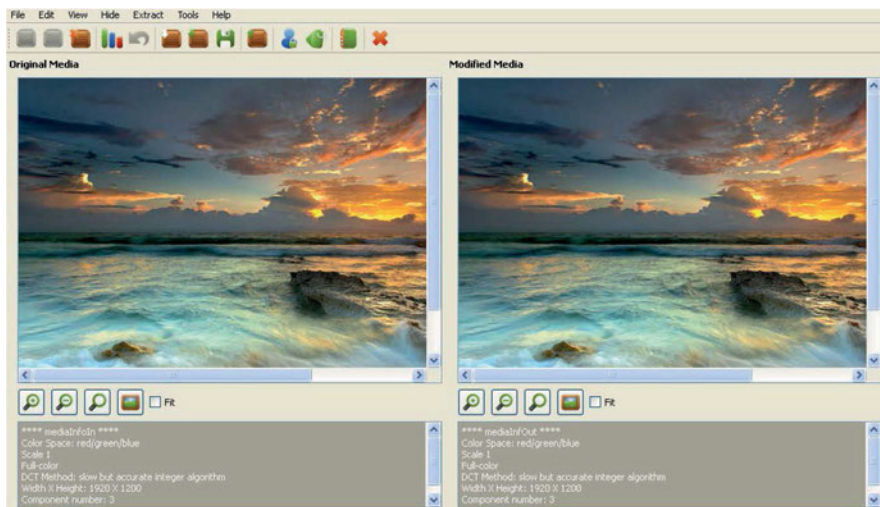 File Edit View Hide Extract Tools Help
Original Media
Modified Media
Fit
Fit
**** mediaInfoIn ****
Color Space: red/green/blue
Scale 1
Full-color
DCT Method: slow but accurate integer algorithm
Width X Height: 1920 X 1200
Component number: 3
**** mediaInfOut ****
Color Space: red/green/blue
Scale 1
Full-color
DCT Method: slow but accurate integer algorithm
Width X Height: 1920 X 1200
Component number: 3